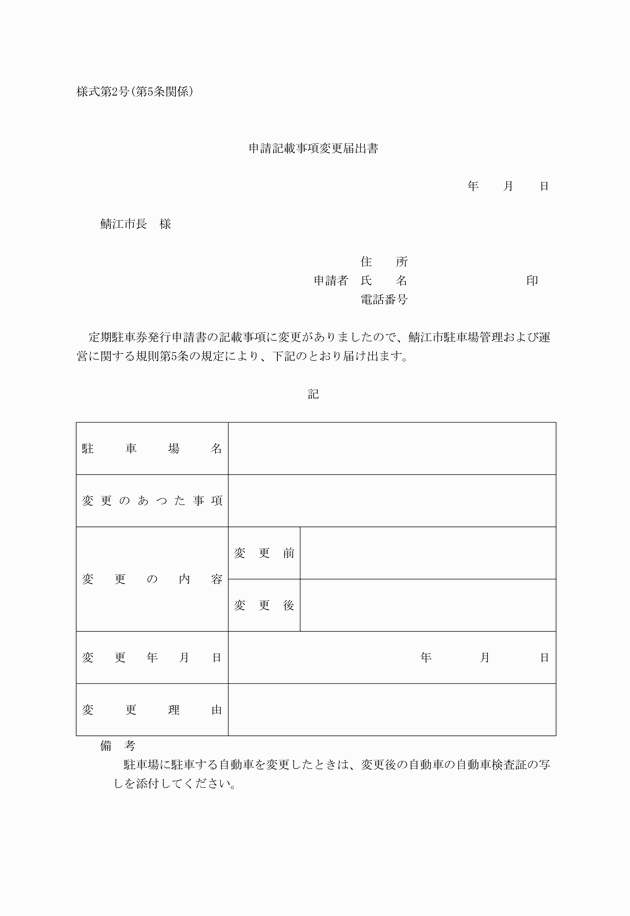 様式第2号(第5条関係)
申請記載事項変更届出書
年　月　日
鯖江市長　様
住　所
申請者　氏　名　印
電話番号
定期駐車券発行申請書の記載事項に変更がありましたので、鯖江市駐車場管理および運
営に関する規則第5条の規定により、下記のとおり届け出ます。
記
駐車場名
変更のあつた事項
変更の内容
変更前
変更後
変更年月日
年　月　日
変更理由
備　考
駐車場に駐車する自動車を変更したときは、変更後の自動車の自動車検査証の写
しを添付してください。